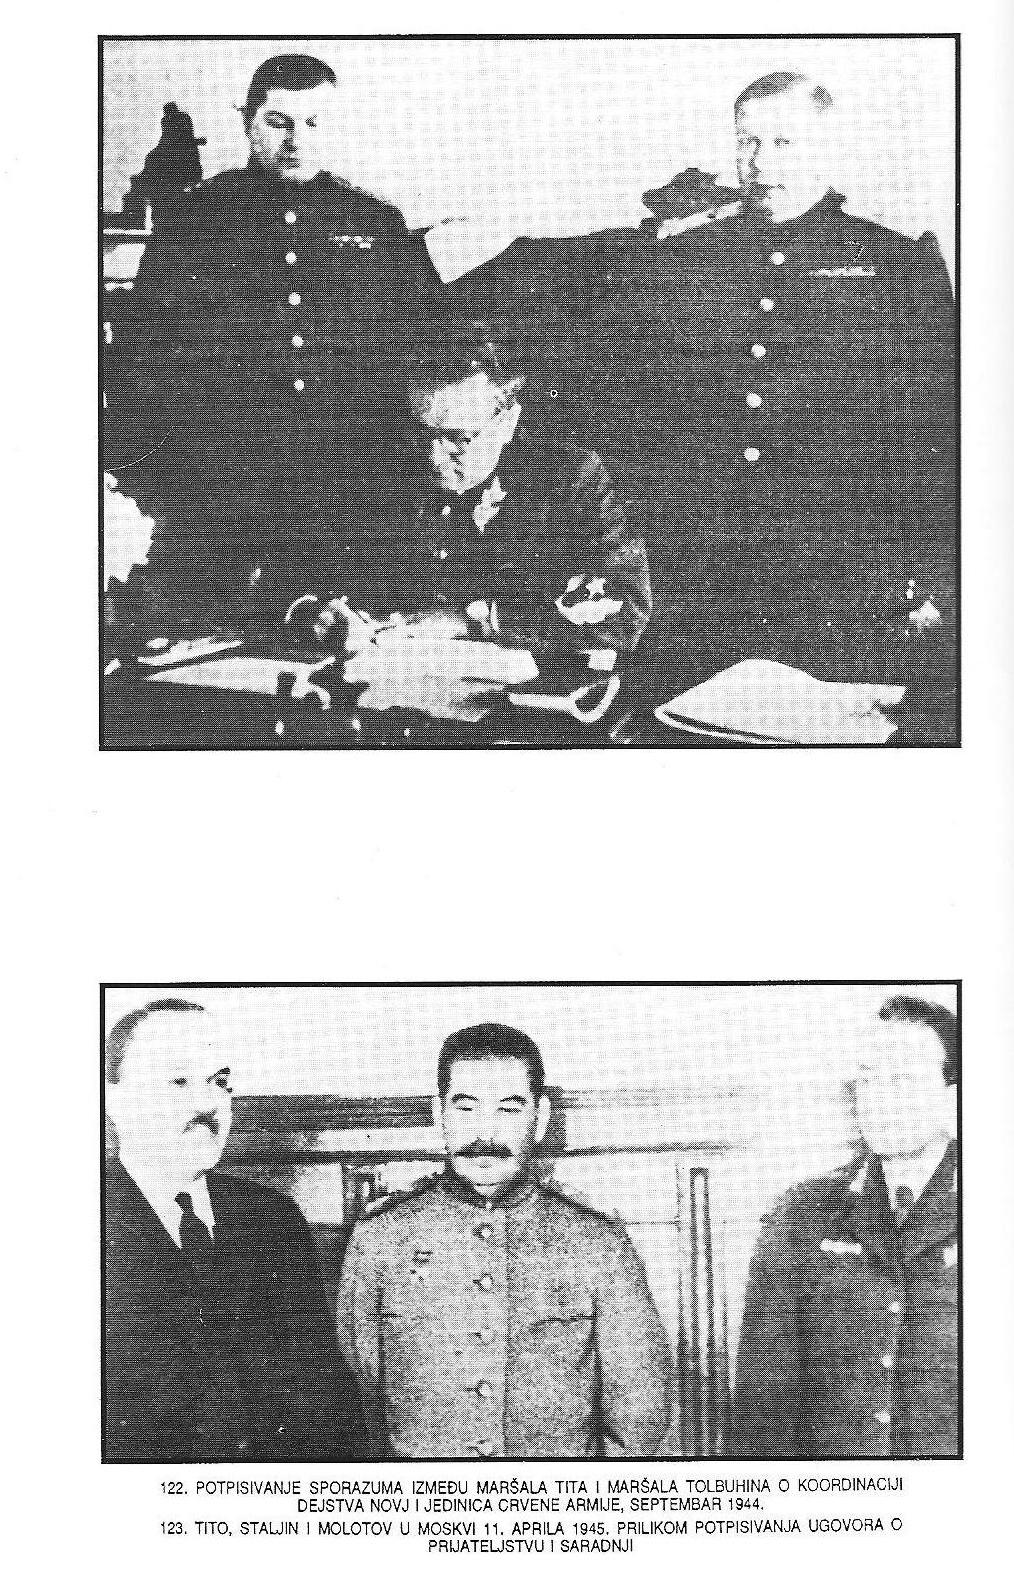 122. POTPISIVANJE SPORAZUMA IZMEĐU MARŠALA TITA I MARŠALA TOLBUHINA O KOORDINACIJI
DEJSTVA NOVJ I JEDINICA CRVENE ARMIJE, SEPTEMBAR 1944.
123. TITO, STALJIN I MOLOTOV U MOSKVI 11. APRILA 1945. PRILIKOM POTPISIVANJA UGOVORA O
PRIJATELJSTVU I SARADNJI